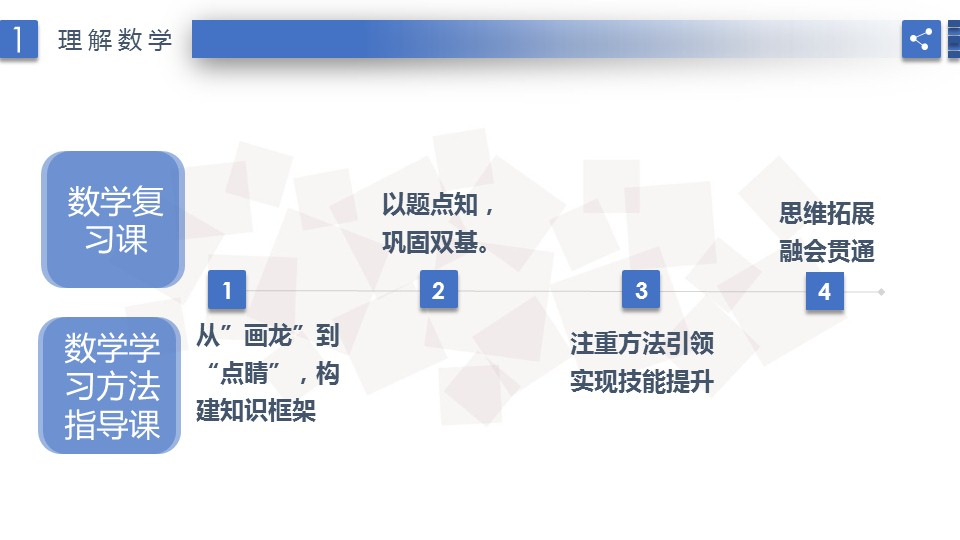 1 理解数学
数学复
习课
数学学
习方法
指导课
1
从”画龙”到
“点睛”，构
建知识框架
以题点知，
巩固双基。
2
3
注重方法引领
实现技能提升
思维拓展
融会贯通
4